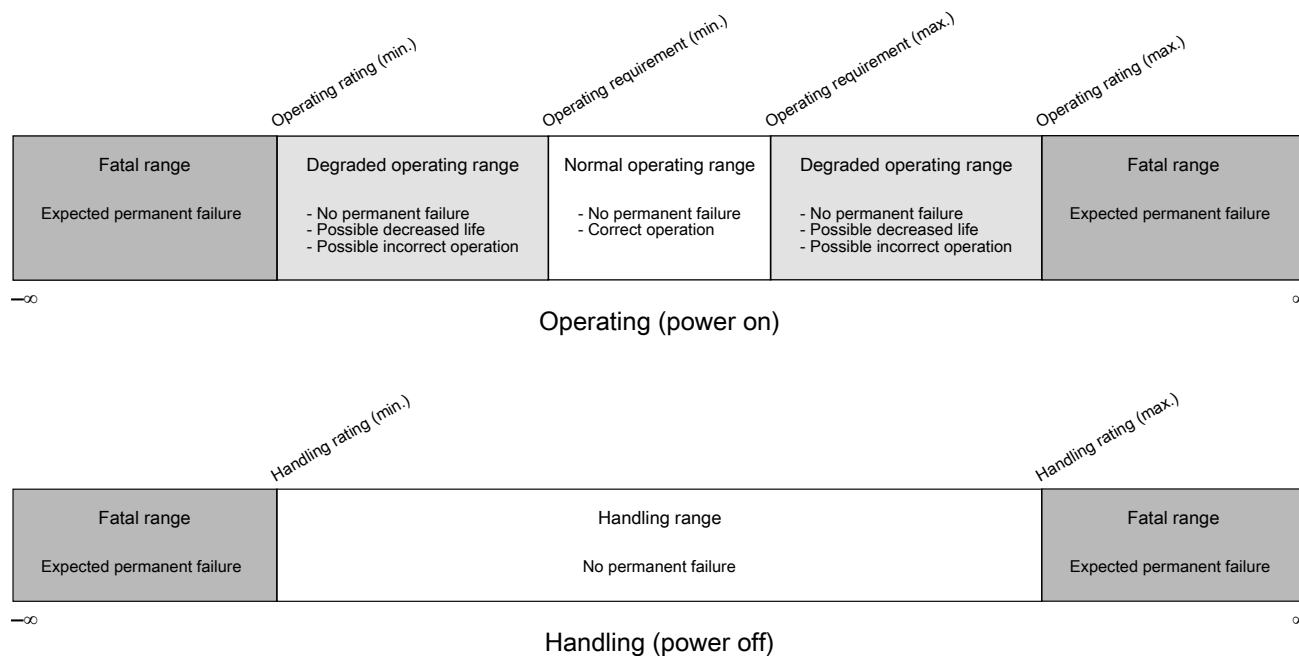 Operating rating (min.)
Operating requirement (min.)
Operating requirement (max.)
Operating rating (max.)
Fatal range
Expected permanent failure
Degraded operating range
- No permanent failure
- Possible decreased life
- Possible incorrect operation
Normal operating range
- No permanent failure
- Correct operation
Degraded operating range
- No permanent failure
- Possible decreased life
- Possible incorrect operation
Fatal range
Expected permanent failure
–∞
∞
Operating (power on)
Handling rating (min.)
Handling rating (max.)
Fatal range
Expected permanent failure
Handling range
No permanent failure
Fatal range
Expected permanent failure
–∞
∞
Handling (power off)